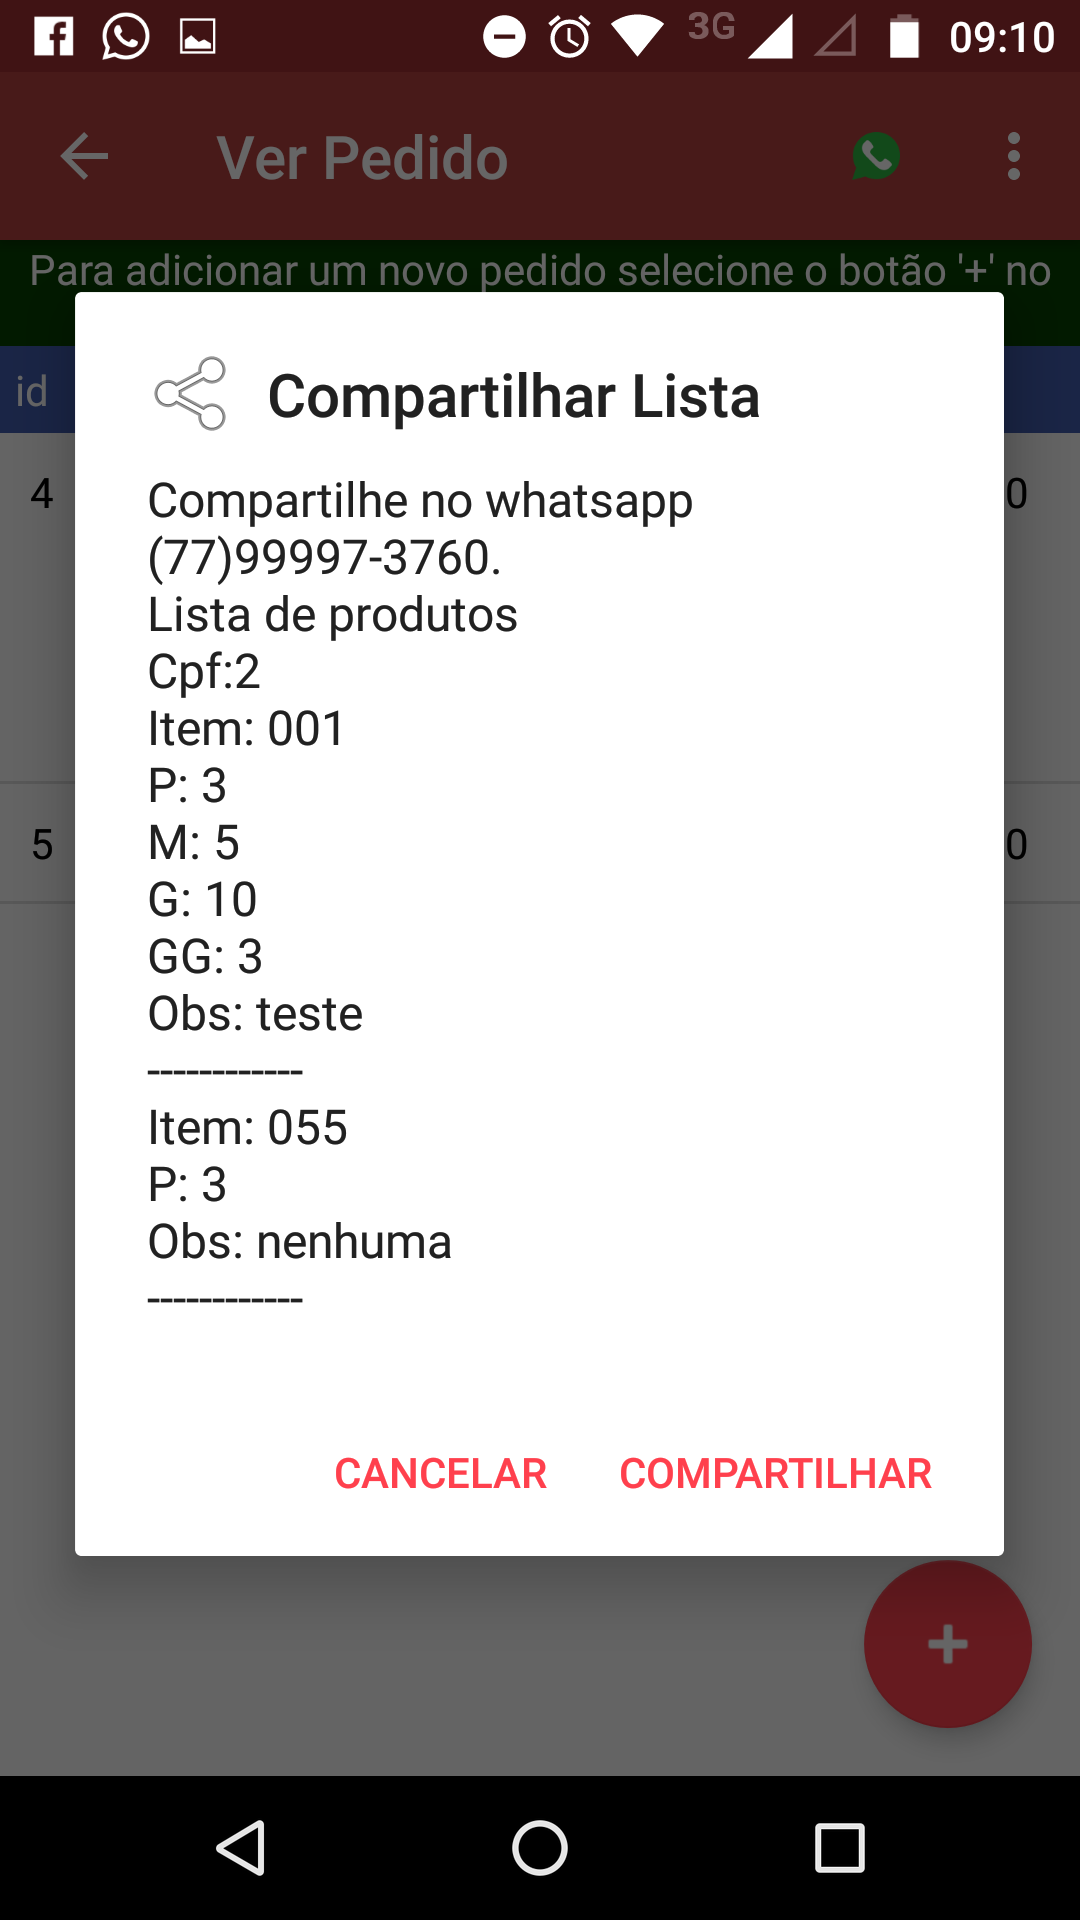 3G 09:10
Ver Pedido
Para adicionar um novo pedido selecione o botão '+' no
id
Compartilhar Lista
4
0
Compartilhe no whatsapp
(77)99997-3760.
Lista de produtos
Cpf:2
Item: 001
P: 3
M: 5
5
0
G: 10
GG: 3
Obs: teste
------------
Item: 055
P: 3
Obs: nenhuma
------------
CANCELAR COMPARTILHAR
+